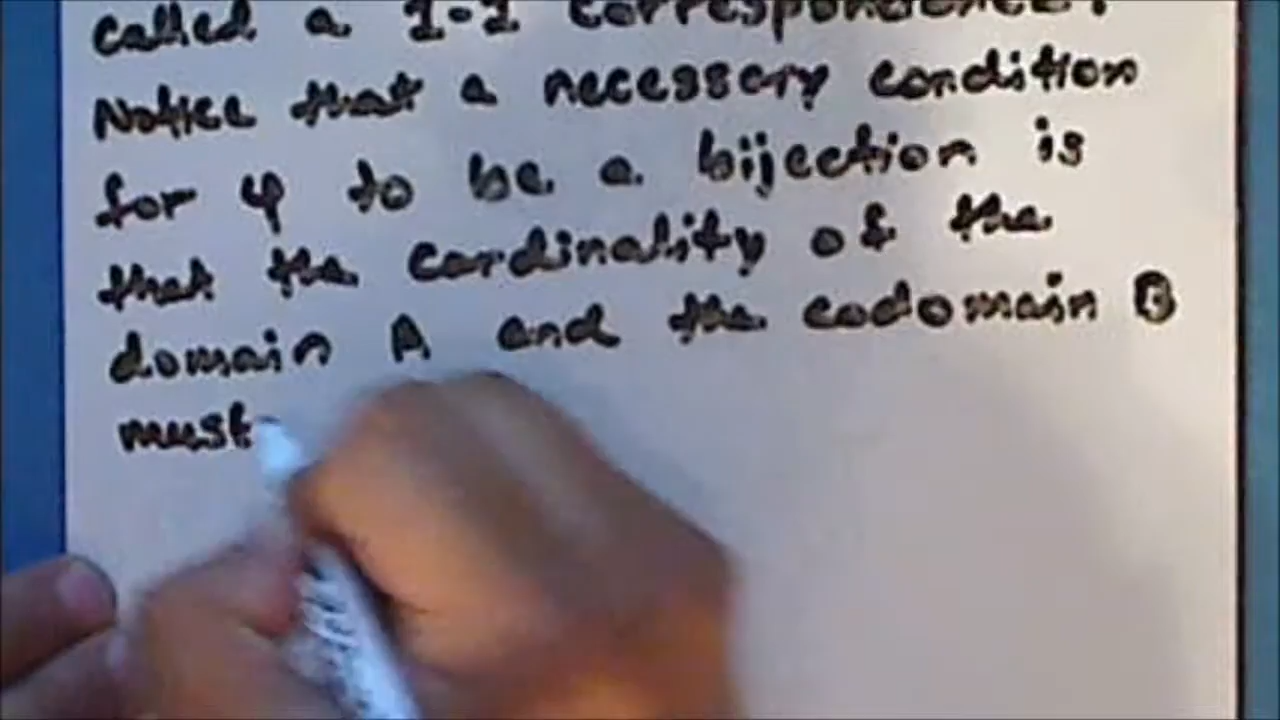 called a 1-1 correspondence.
Notice that a necessary condition
for φ to be a bijection is
that the cardinality of the
domain A and the codomain B
must